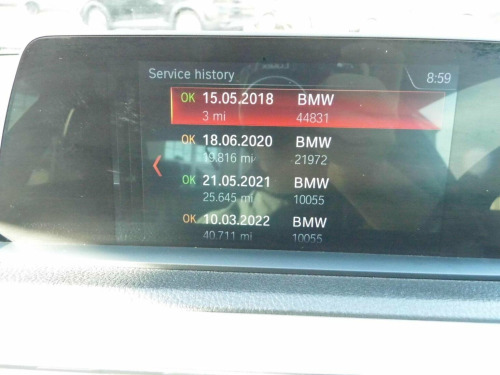 Service history
8:59
OK 15.05.2018 BMW
3 mi 44831
OK 18.06.2020 BMW
19.816 mi 21972
OK 21.05.2021 BMW
25.645 mi 10055
OK 10.03.2022 BMW
40.711 mi 10055